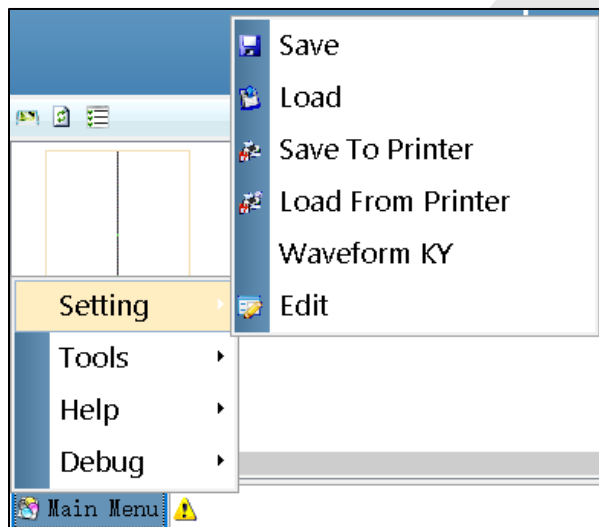 Save
Load
Save To Printer
Load From Printer
Waveform KY
Edit
Setting
Tools
Help
Debug
Main Menu